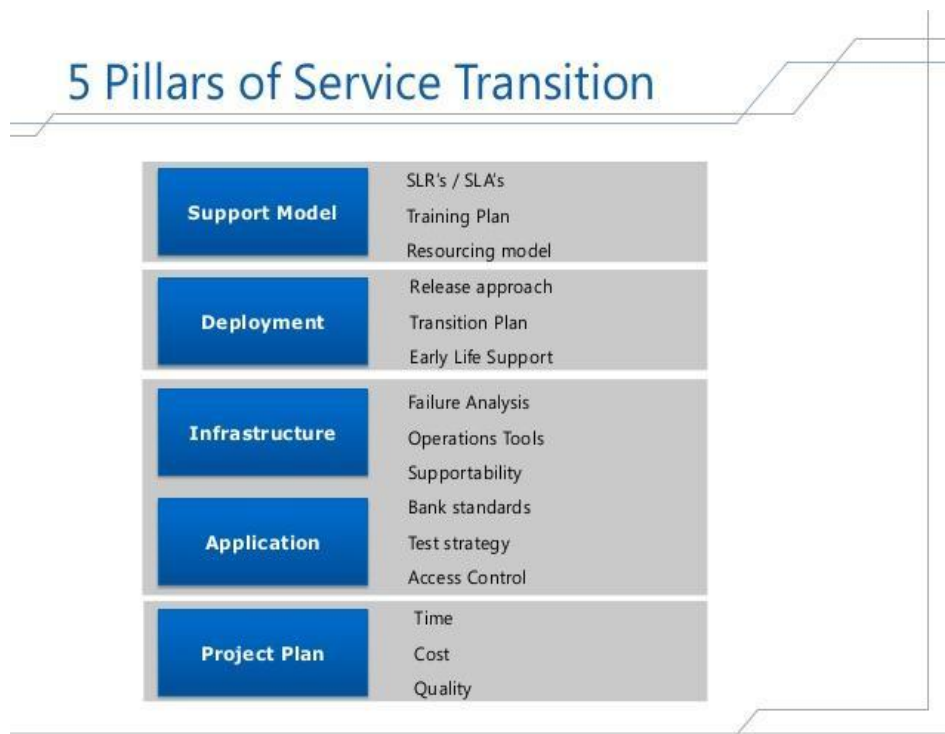 5 Pillars of Service Transition
Support Model
SLR's / SLA's
Training Plan
Resourcing model
Deployment
Release approach
Transition Plan
Early Life Support
Infrastructure
Failure Analysis
Operations Tools
Supportability
Application
Bank standards
Test strategy
Access Control
Project Plan
Time
Cost
Quality